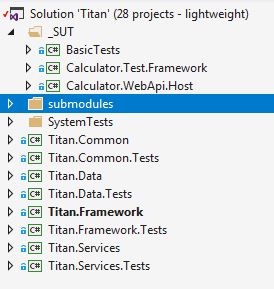 Solution 'Titan' (28 projects - lightweight)
_SUT
C# BasicTests
C# Calculator.Test.Framework
C# Calculator.WebApi.Host
submodules
SystemTests
C# Titan.Common
C# Titan.Common.Tests
C# Titan.Data
C# Titan.Data.Tests
C# Titan.Framework
C# Titan.Framework.Tests
C# Titan.Services
C# Titan.Services.Tests